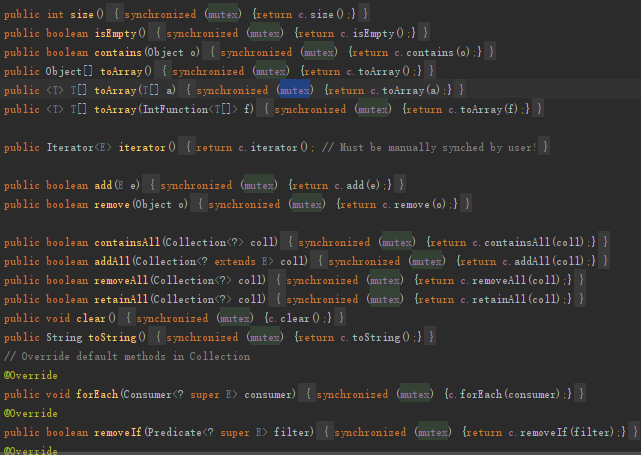 public int size() { synchronized (mutex) {return c.size();} }
public boolean isEmpty() { synchronized (mutex) {return c.isEmpty();} }
public boolean contains(Object o) { synchronized (mutex) {return c.contains(o);} }
public Object[] toArray() { synchronized (mutex) {return c.toArray();} }
public <T> T[] toArray(T[] a) { synchronized (mutex) {return c.toArray(a);} }
public <T> T[] toArray(IntFunction<T[]> f) { synchronized (mutex) {return c.toArray(f);} }
public Iterator<E> iterator() { return c.iterator(); // Must be manually synched by user! }
public boolean add(E e) { synchronized (mutex) {return c.add(e);} }
public boolean remove(Object o) { synchronized (mutex) {return c.remove(o);} }
public boolean containsAll(Collection<?> coll) { synchronized (mutex) {return c.containsAll(coll);} }
public boolean addAll(Collection<? extends E> coll) { synchronized (mutex) {return c.addAll(coll);} }
public boolean removeAll(Collection<?> coll) { synchronized (mutex) {return c.removeAll(coll);} }
public boolean retainAll(Collection<?> coll) { synchronized (mutex) {return c.retainAll(coll);} }
public void clear() { synchronized (mutex) {c.clear();} }
public String toString() { synchronized (mutex) {return c.toString();} }
// Override default methods in Collection
@Override
public void forEach(Consumer<? super E> consumer) { synchronized (mutex) {c.forEach(consumer);} }
@Override
public boolean removeIf(Predicate<? super E> filter) { synchronized (mutex) {return c.removeIf(filter);} }
@Override